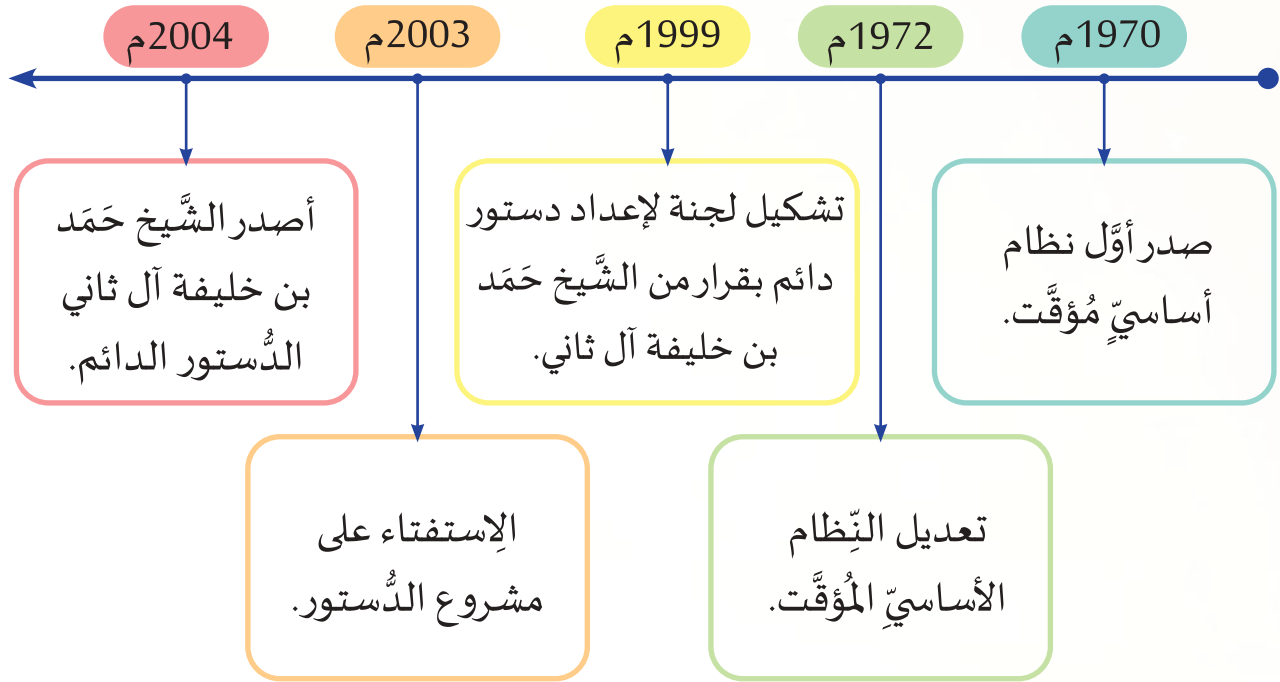 1970م
صدر أوَّل نظام
أساسيٍّ مُؤقَّت.
1972م
تعديل النِّظام
الأساسيِّ المُؤقَّت.
1999م
تشكيل لجنة لإعداد دستور
دائم بقرار من الشَّيخ حَمَد
بن خليفة آل ثاني.
2003م
الِاستفتاء على
مشروع الدُّستور.
2004م
أصدر الشَّيخ حَمَد
بن خليفة آل ثاني
الدُّستور الدائم.